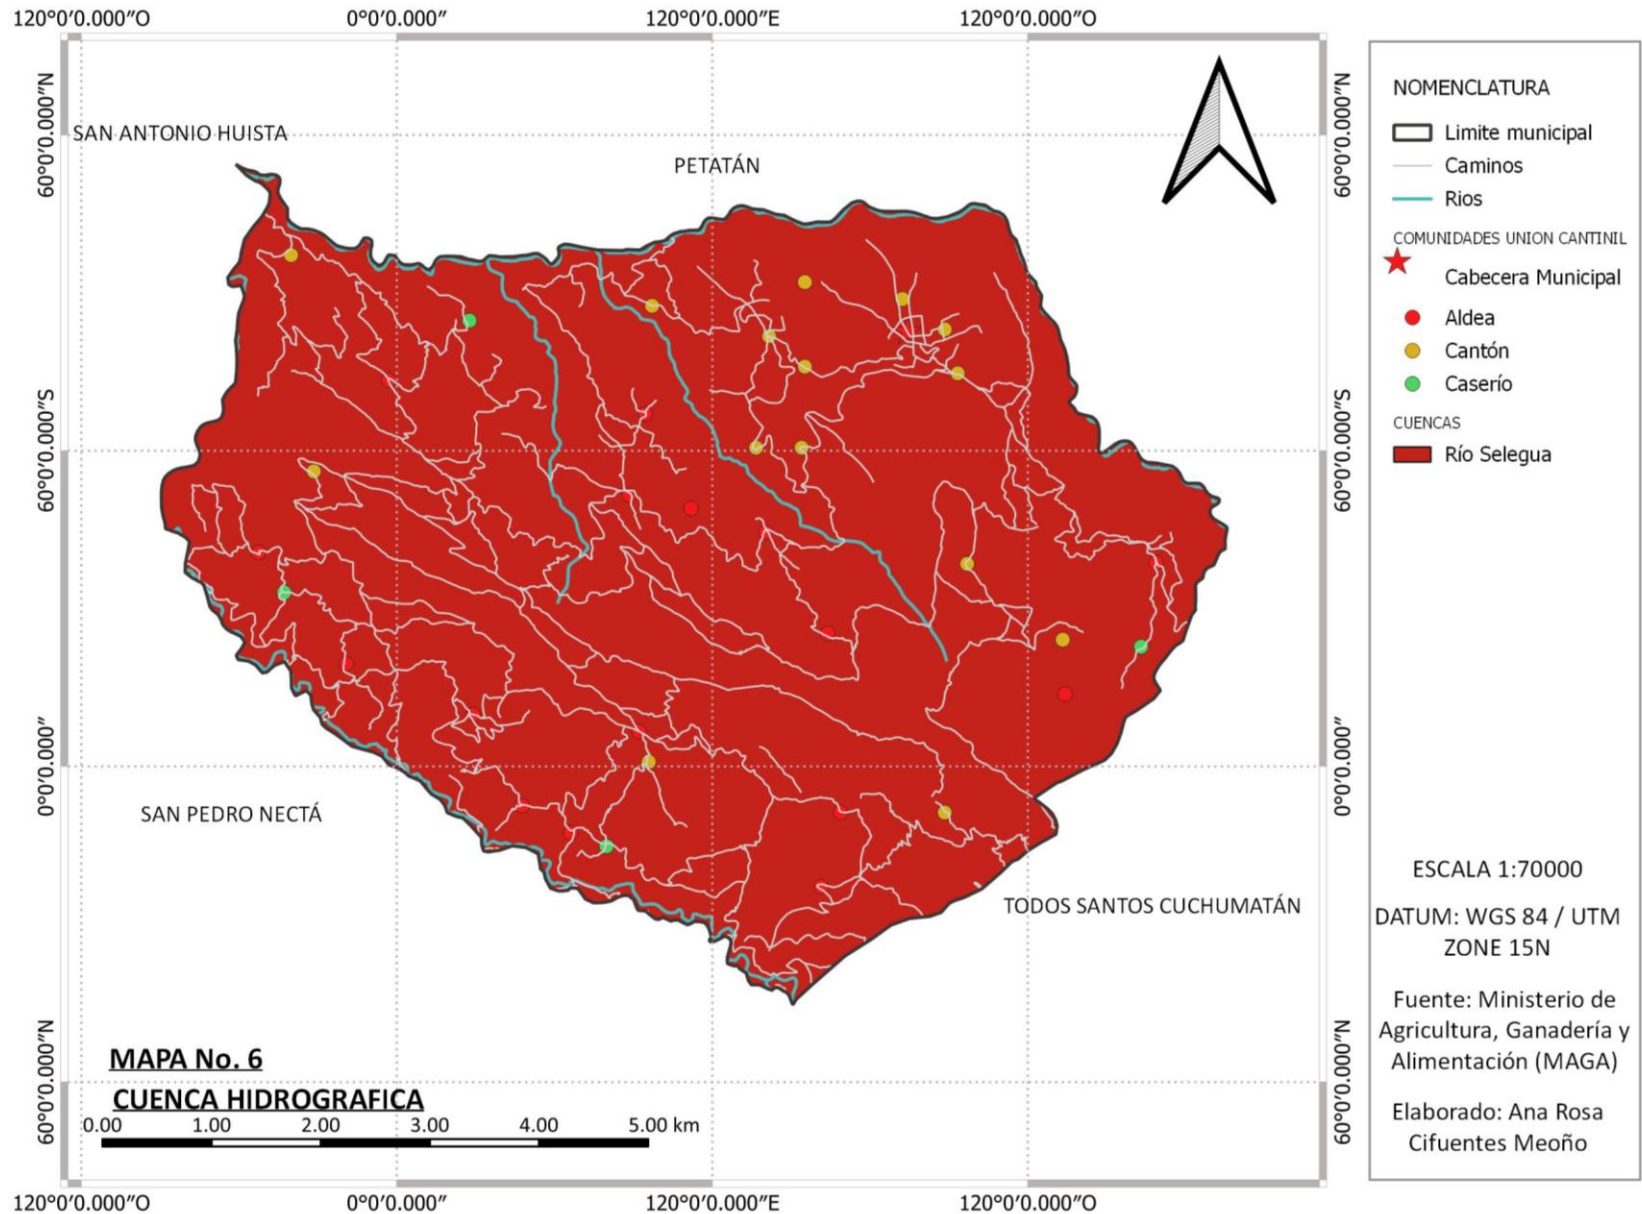 120°0′0.000″O 0°0′0.000″ 120°0′0.000″E 120°0′0.000″O
60°0′0.000″N
60°0′0.000″S
0°0′0.000″
60°0′0.000″N
SAN ANTONIO HUISTA
PETATÁN
SAN PEDRO NECTÁ
TODOS SANTOS CUCHUMATÁN
MAPA No. 6
CUENCA HIDROGRAFICA
0.00 1.00 2.00 3.00 4.00 5.00 km
60°0′0.000″N
60°0′0.000″S
0°0′0.000″
60°0′0.000″N
120°0′0.000″O 0°0′0.000″ 120°0′0.000″E 120°0′0.000″O
NOMENCLATURA
Limite municipal
Caminos
Rios
COMUNIDADES UNION CANTINIL
Cabecera Municipal
Aldea
Cantón
Caserío
CUENCAS
Río Selegua
ESCALA 1:70000
DATUM: WGS 84 / UTM
ZONE 15N
Fuente: Ministerio de
Agricultura, Ganadería y
Alimentación (MAGA)
Elaborado: Ana Rosa
Cifuentes Meoño